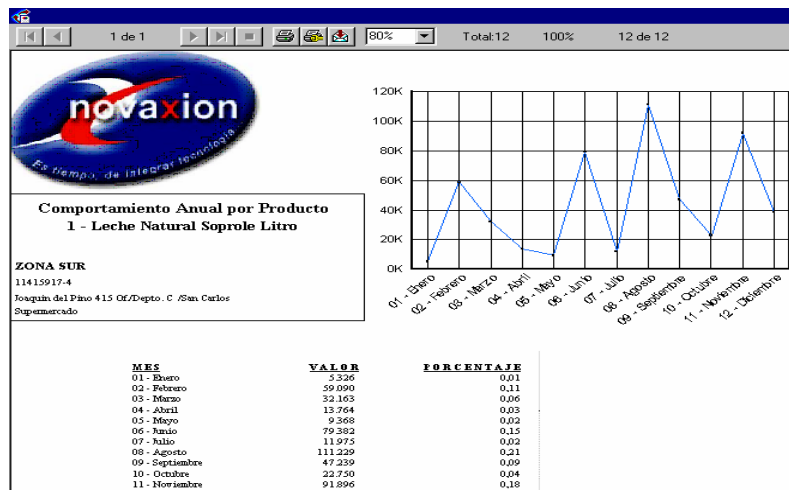 1 de 1
80%
Total:12
100%
12 de 12
novaxion
Es tiempo, de integrar tecnología...
120K
100K
80K
60K
40K
20K
0K
01 - Enero
02 - Febrero
03 - Marzo
04 - Abril
05 - Mayo
06 - Junio
07 - Julio
08 - Agosto
09 - Septiembre
10 - Octubre
11 - Noviembre
12 - Diciembre
Comportamiento Anual por Producto
1 - Leche Natural Soprole Litro
ZONA SUR
11415917-4
Joaquin del Pino 415 Of./Depto. C /San Carlos
Supermercado
MES VALOR PORCENTAJE
01 - Enero 5.326 0,01
02 - Febrero 59.090 0,11
03 - Marzo 32.163 0,06
04 - Abril 13.764 0,03
05 - Mayo 9.368 0,02
06 - Junio 79.382 0,15
07 - Julio 11.975 0,02
08 - Agosto 111.229 0,21
09 - Septiembre 47.239 0,09
10 - Octubre 22.750 0,04
11 - Noviembre 91.896 0,18